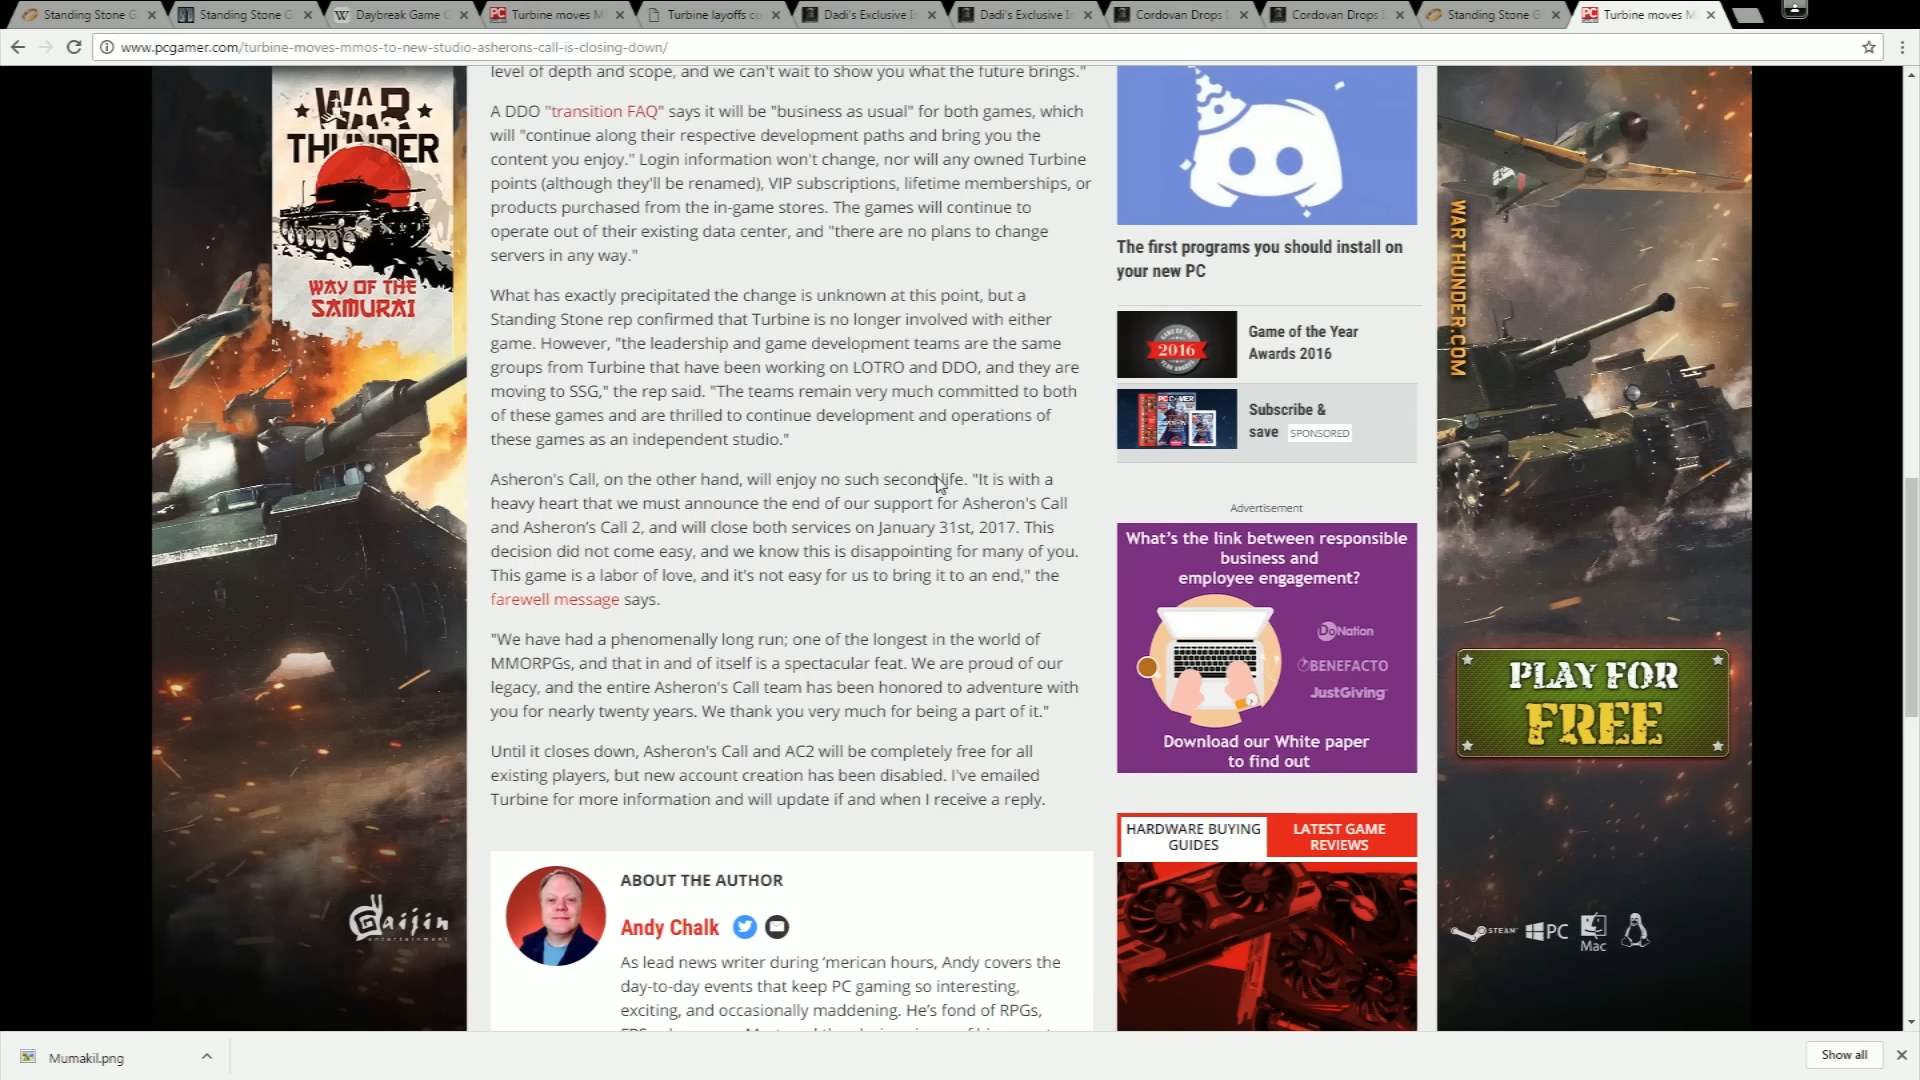 Standing Stone G
Standing Stone G
Daybreak Game C
Turbine moves M
Turbine layoffs co
Dadi's Exclusive In
Dadi's Exclusive In
Cordovan Drops
Cordovan Drops
Standing Stone G
Turbine moves M
www.pcgamer.com/turbine-moves-mmos-to-new-studio-asherons-call-is-closing-down/
level of depth and scope, and we can't wait to show you what the future brings."
A DDO "transition FAQ" says it will be "business as usual" for both games, which
will "continue along their respective development paths and bring you the
content you enjoy." Login information won't change, nor will any owned Turbine
points (although they'll be renamed), VIP subscriptions, lifetime memberships, or
products purchased from the in-game stores. The games will continue to
operate out of their existing data center, and "there are no plans to change
servers in any way."
What has exactly precipitated the change is unknown at this point, but a
Standing Stone rep confirmed that Turbine is no longer involved with either
game. However, "the leadership and game development teams are the same
groups from Turbine that have been working on LOTRO and DDO, and they are
moving to SSG," the rep said. "The teams remain very much committed to both
of these games and are thrilled to continue development and operations of
these games as an independent studio."
Asheron's Call, on the other hand, will enjoy no such second life. "It is with a
heavy heart that we must announce the end of our support for Asheron's Call
and Asheron's Call 2, and will close both services on January 31st, 2017. This
decision did not come easy, and we know this is disappointing for many of you.
This game is a labor of love, and it's not easy for us to bring it to an end," the
farewell message says.
"We have had a phenomenally long run; one of the longest in the world of
MMORPGs, and that in and of itself is a spectacular feat. We are proud of our
legacy, and the entire Asheron's Call team has been honored to adventure with
you for nearly twenty years. We thank you very much for being a part of it."
Until it closes down, Asheron's Call and AC2 will be completely free for all
existing players, but new account creation has been disabled. I've emailed
Turbine for more information and will update if and when I receive a reply.
ABOUT THE AUTHOR
Andy Chalk
As lead news writer during 'merican hours, Andy covers the
day-to-day events that keep PC gaming so interesting,
exciting, and occasionally maddening. He's fond of RPGs,
WAR
THUNDER
WAY OF THE
SAMURAI
Gaijin
entertainment
The first programs you should install on
your new PC
2016
Game of the Year
Awards 2016
PC GAMER
Subscribe &
save SPONSORED
Advertisement
What's the link between responsible
business and
employee engagement?
DoNation
BENEFACTO
JustGiving
Download our White paper
to find out
HARDWARE BUYING
GUIDES
LATEST GAME
REVIEWS
WARTHUNDER.COM
PLAY FOR
FREE
STEAM
PC
Mac
Mumakil.png
Show all